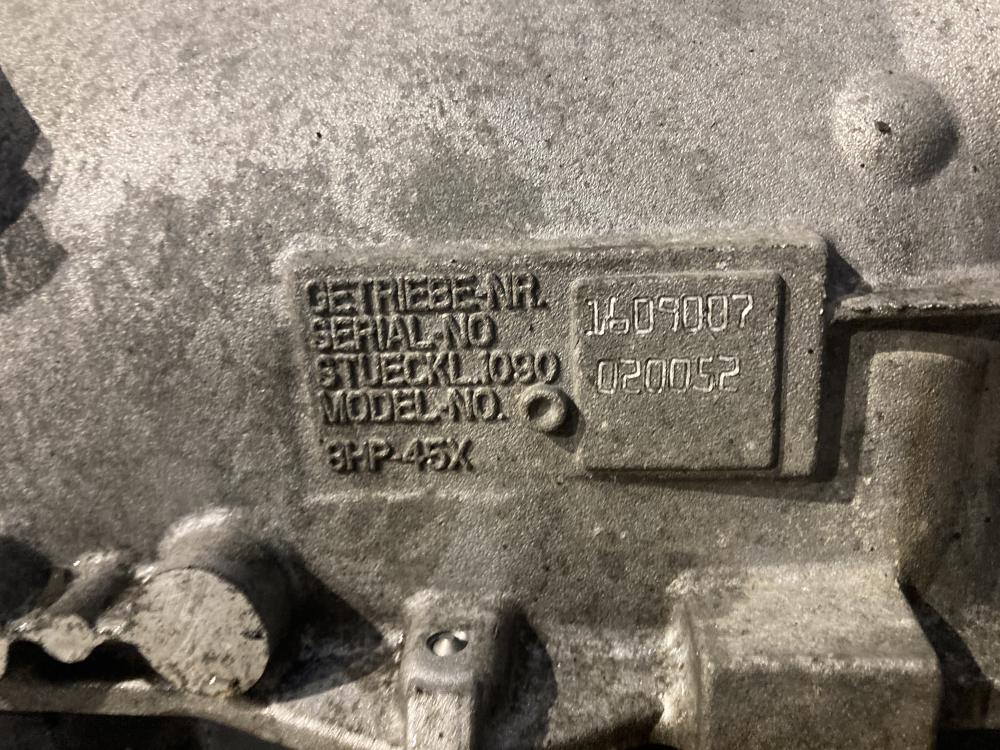 GETRIEBE-NR. 1609007
SERIAL-NO
STUECKL.1090 020052
MODEL-NO.
8HP-45X